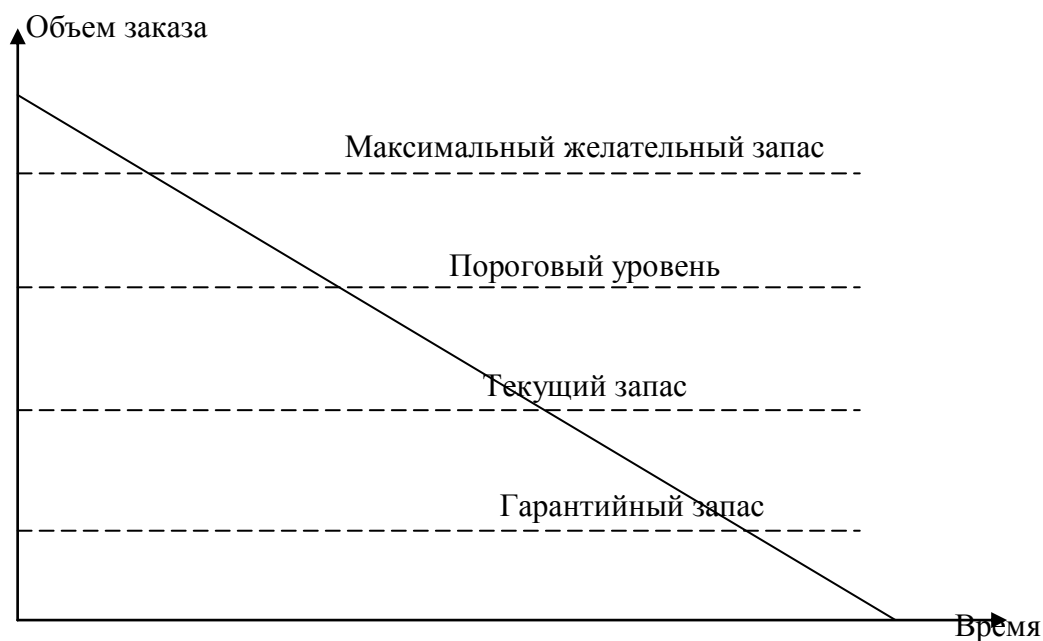 Объем заказа
Максимальный желательный запас
Пороговый уровень
Текущий запас
Гарантийный запас
Время